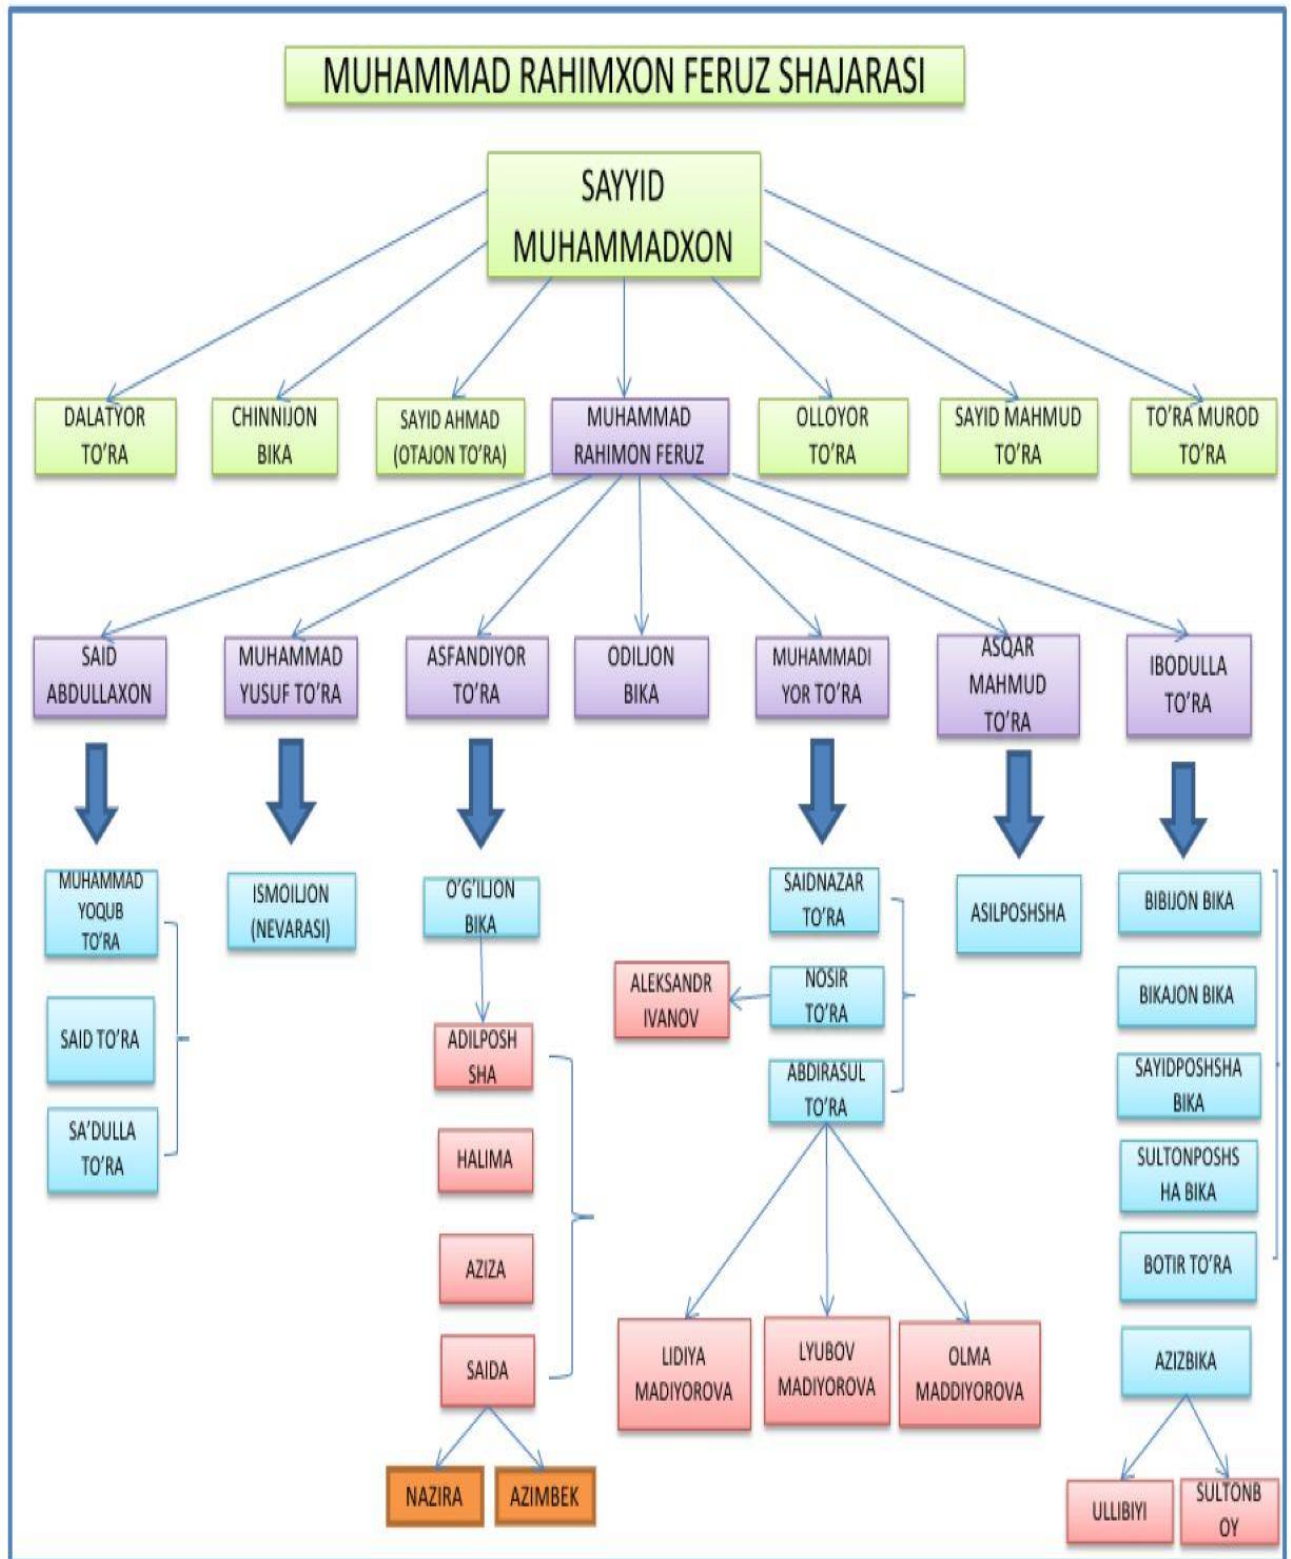 MUHAMMAD RAHIMXON FERUZ SHAJARASI
SAYYID
MUHAMMADXON
DALATYOR
TO'RA
CHINNIJON
BIKA
SAYID AHMAD
(OTAJON TO'RA)
MUHAMMAD
RAHIMON FERUZ
OLLOYOR
TO'RA
SAYID MAHMUD
TO'RA
TO'RA MUROD
TO'RA
SAID
ABDULLAXON
MUHAMMAD
YUSUF TO'RA
ASFANDIYOR
TO'RA
ODILJON
BIKA
MUHAMMADI
YOR TO'RA
ASQAR
MAHMUD
TO'RA
IBODULLA
TO'RA
MUHAMMAD
YOQUB
TO'RA
SAID TO'RA
SA'DULLA
TO'RA
ISMOILJON
(NEVARASI)
O'G'ILJON
BIKA
ADILPOSH
SHA
HALIMA
AZIZA
SAIDA
NAZIRA
AZIMBEK
SAIDNAZAR
TO'RA
ALEKSANDR
IVANOV
NOSIR
TO'RA
ABDIRASUL
TO'RA
LIDIYA
MADIYOROVA
LYUBOV
MADIYOROVA
OLMA
MADDIYOROVA
ASILPOSHSHA
BIBIJON BIKA
BIKAJON BIKA
SAYIDPOSHSHA
BIKA
SULTONPOSHS
HA BIKA
BOTIR TO'RA
AZIZBIKA
ULLIBIYI
SULTONB
OY